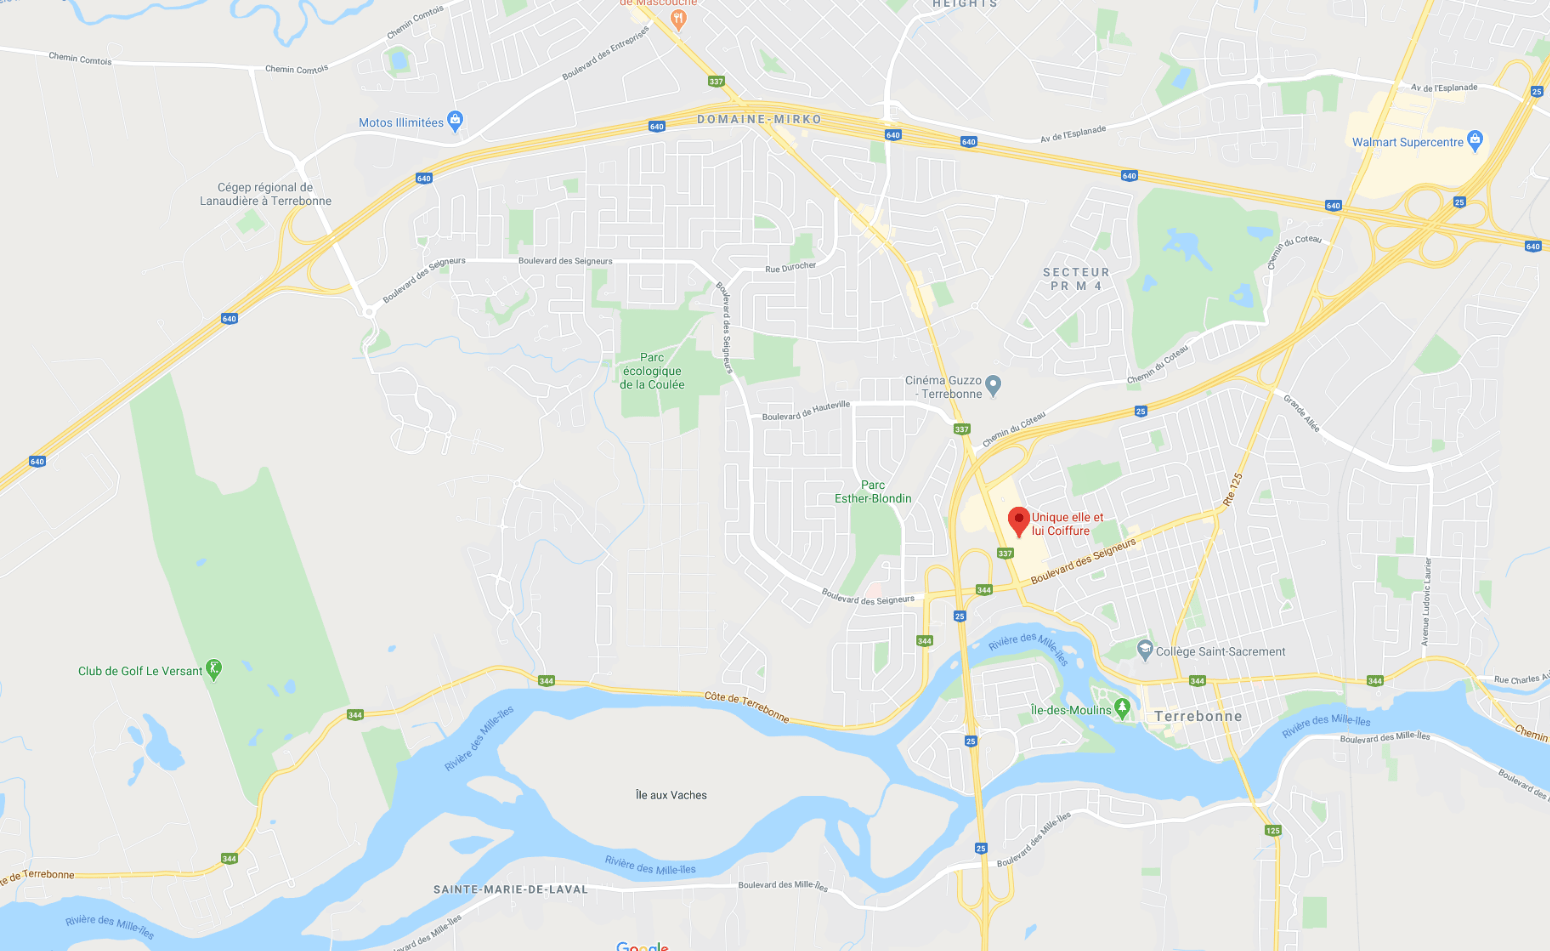 de Mascouche
HEIGHTS
Chemin Comtois
Chemin Comtois
Chemin Comtois
Boulevard des Entreprises
337
25
Av de l'Esplanade
Motos Illimitées
640
DOMAINE-MIRKO
640
640
Av de l'Esplanade
Walmart Supercentre
640
640
Cégep régional de
Lanaudière à Terrebonne
640
25
640
Chemin du Coteau
Boulevard des Seigneurs
Boulevard des Seigneurs
Rue Durocher
SECTEUR
PR M 4
Boulevard des Seigneurs
640
Parc
écologique
de la Coulée
Chemin du Coteau
Cinéma Guzzo
- Terrebonne
Boulevard de Hauteville
25
Grande Allée
337
Chemin du Côteau
640
Parc
Esther-Blondin
Rte 125
Unique elle et
lui Coiffure
337
Boulevard des Seigneurs
Avenue Ludovic Laurier
344
Boulevard des Seigneurs
25
344
Rivière des Mille-Îles
Collège Saint-Sacrement
Club de Golf Le Versant
344
344
344
Rue Charles Au
Côte de Terrebonne
Île-des-Moulins
Terrebonne
344
Rivière des Mille-Îles
Rivière des Mille-Îles
Chemin
Boulevard des Mille-Îles
25
Boulevard des Mille-Îles
Île aux Vaches
Boulevard des Mille-Îles
125
25
344
te de Terrebonne
Rivière des Mille-Îles
SAINTE-MARIE-DE-LAVAL
Boulevard des Mille-Îles
Rivière des Mille-Îles
evard des Mille-Îles
Google